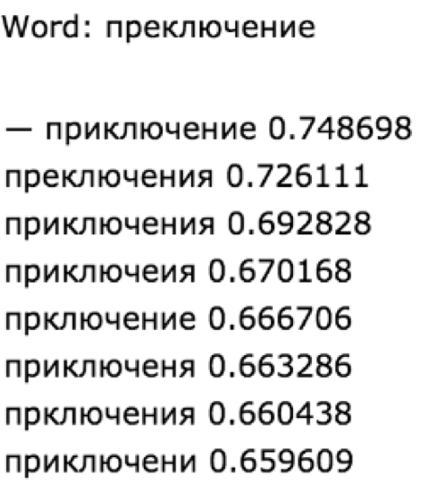 Word: преключение
— приключение 0.748698
преключения 0.726111
приключения 0.692828
приключеия 0.670168
прключение 0.666706
приключеня 0.663286
прключения 0.660438
приключени 0.659609